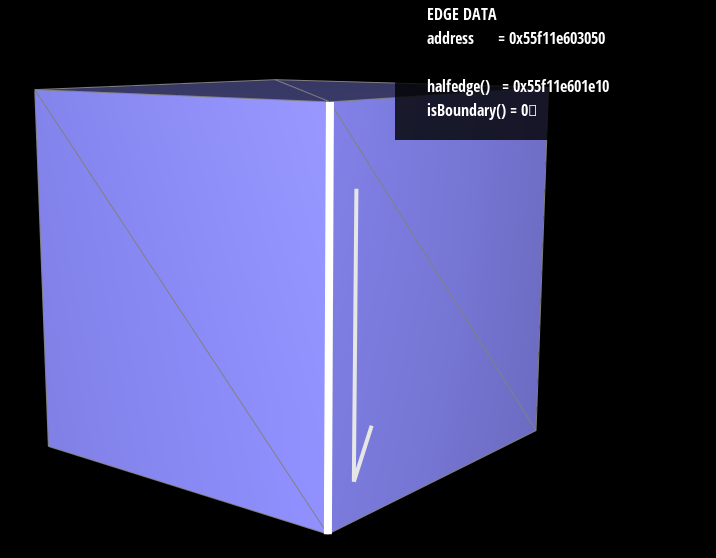 EDGE DATA
address = 0x55f11e603050
halfedge() = 0x55f11e601e10
isBoundary() = 0▯